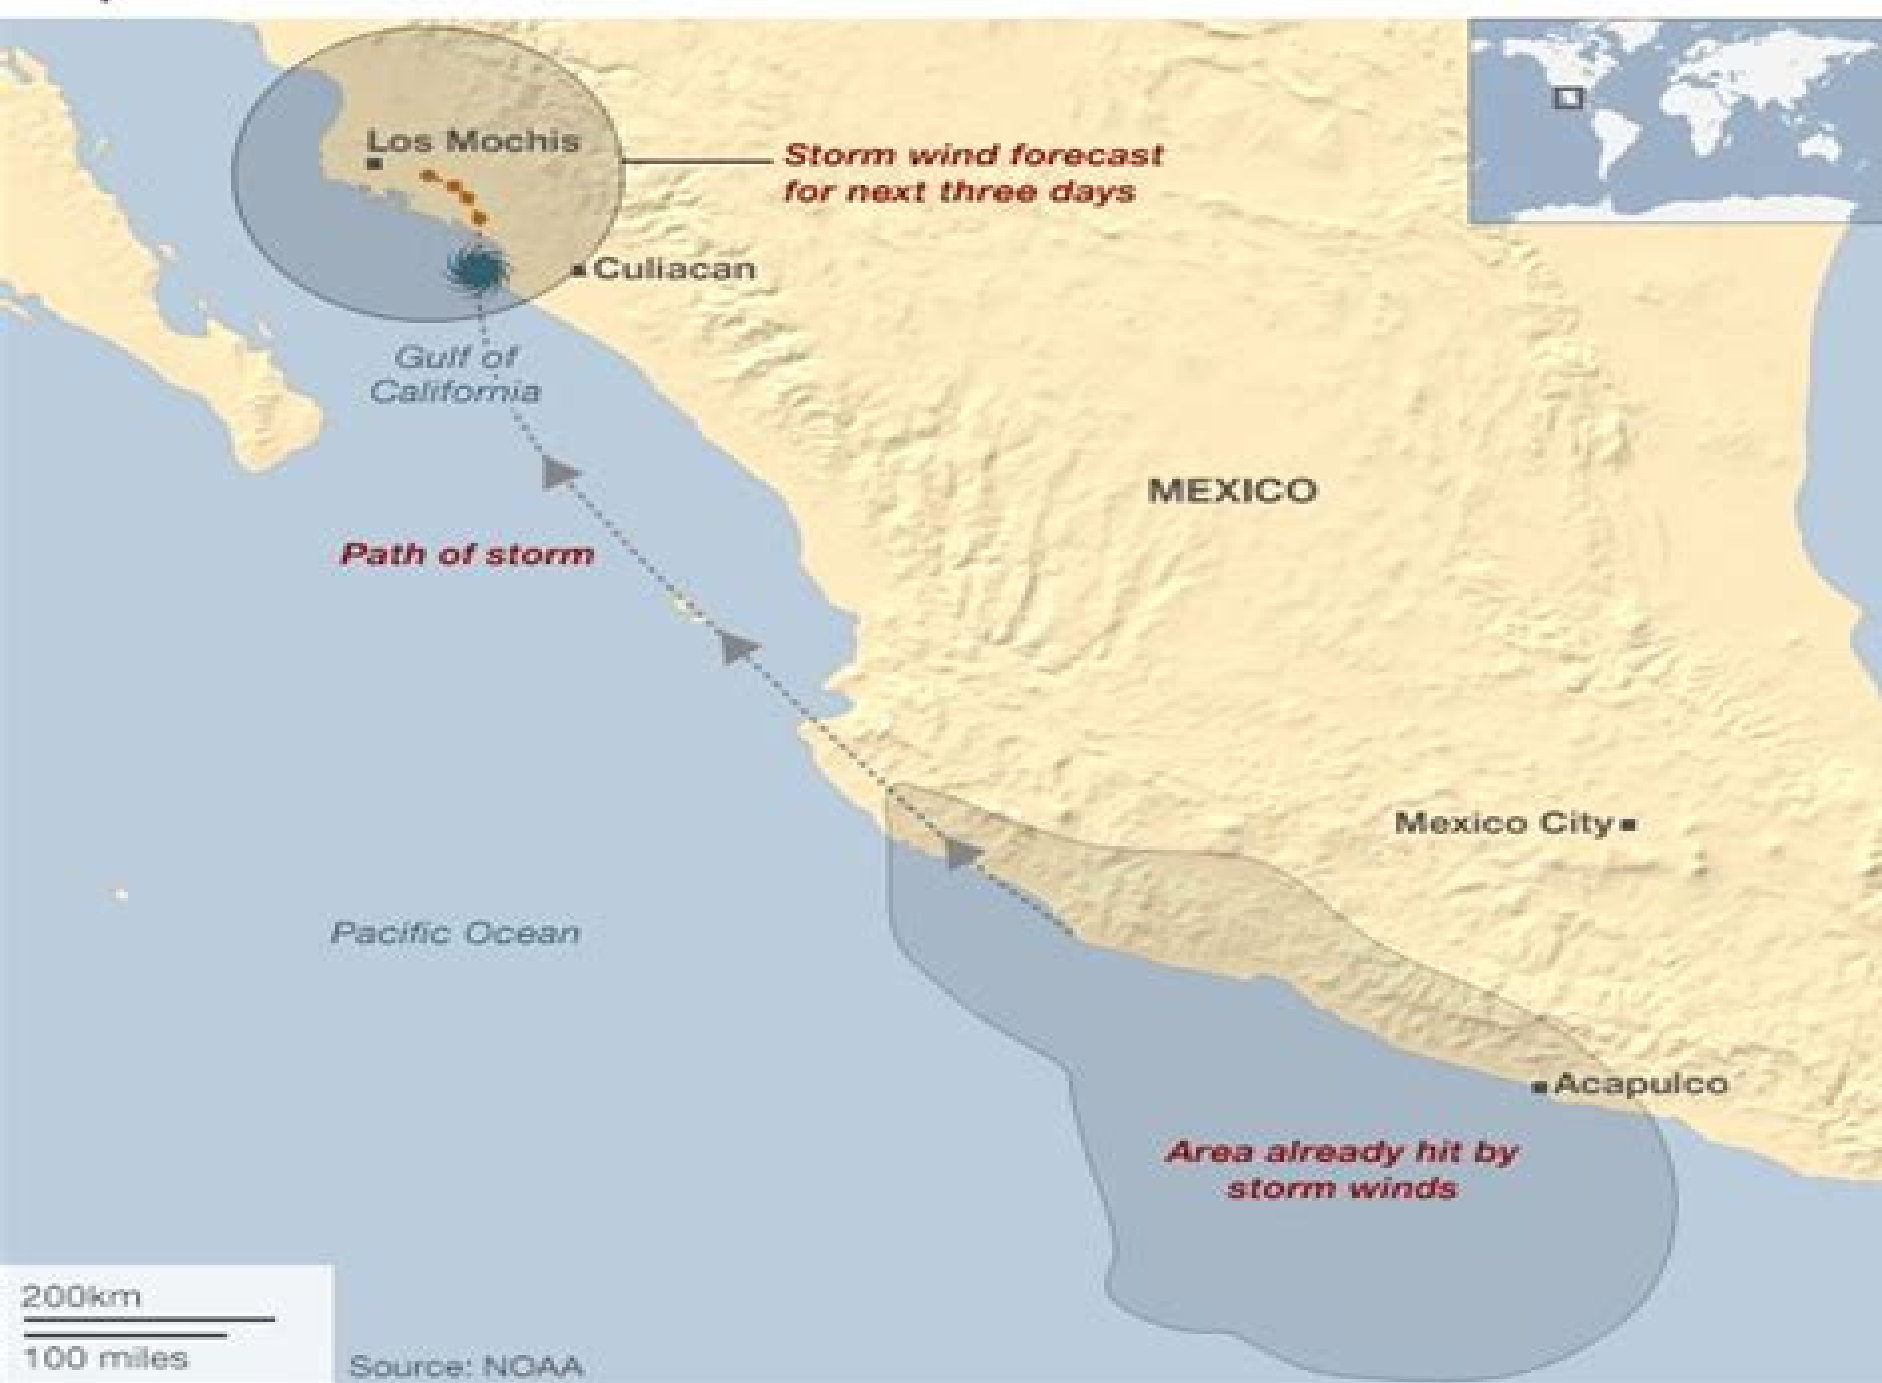 Los Mochis
Storm wind forecast
for next three days
Culiacan
Gulf of
California
MEXICO
Path of storm
Mexico City
Pacific Ocean
Acapulco
Area already hit by
storm winds
200km
100 miles
Source: NOAA